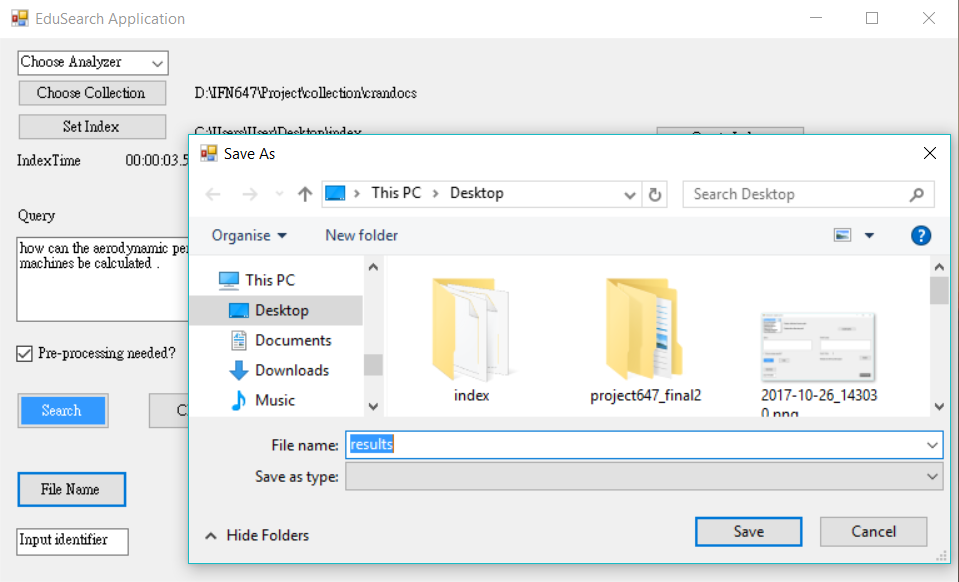 EduSearch Application
Choose Analyzer
Choose Collection
D:\IFN647\Project\collection\crandocs
Set Index
C:\Users\User\Desktop\index
IndexTime
00:00:03.5
Query
how can the aerodynamic per
machines be calculated .
Pre-processing needed?
Search
C
File Name
Input identifier
Save As
This PC > Desktop
Search Desktop
Organise
New folder
?
This PC
Desktop
Documents
Downloads
Music
index
project647_final2
2017-10-26_14303
0.png
File name:
results
Save as type:
Hide Folders
Save
Cancel